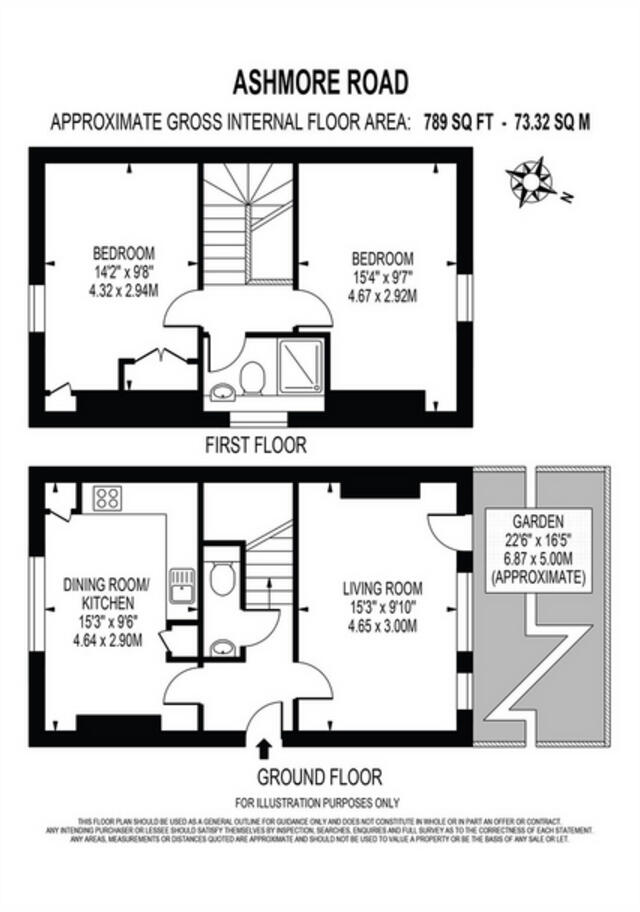 ASHMORE ROAD
APPROXIMATE GROSS INTERNAL FLOOR AREA: 789 SQ FT - 73.32 SQ M
N
BEDROOM
14'2" x 9'8"
4.32 x 2.94M
BEDROOM
15'4" x 9'7"
4.67 x 2.92M
FIRST FLOOR
GARDEN
22'6" x 16'5"
6.87 x 5.00M
(APPROXIMATE)
DINING ROOM/
KITCHEN
15'3" x 9'6"
4.64 x 2.90M
LIVING ROOM
15'3" x 9'10"
4.65 x 3.00M
GROUND FLOOR
FOR ILLUSTRATION PURPOSES ONLY
THIS FLOOR PLAN SHOULD BE USED AS A GENERAL OUTLINE FOR GUIDANCE ONLY AND DOES NOT CONSTITUTE IN WHOLE OR IN PART AN OFFER OR CONTRACT.
ANY INTENDING PURCHASER OR LESSEE SHOULD SATISFY THEMSELVES BY INSPECTION, SEARCHES, ENQUIRIES AND FULL SURVEY AS TO THE CORRECTNESS OF EACH STATEMENT.
ANY AREAS, MEASUREMENTS OR DISTANCES QUOTED ARE APPROXIMATE AND SHOULD NOT BE USED TO VALUE A PROPERTY OR BE THE BASIS OF ANY SALE OR LET.